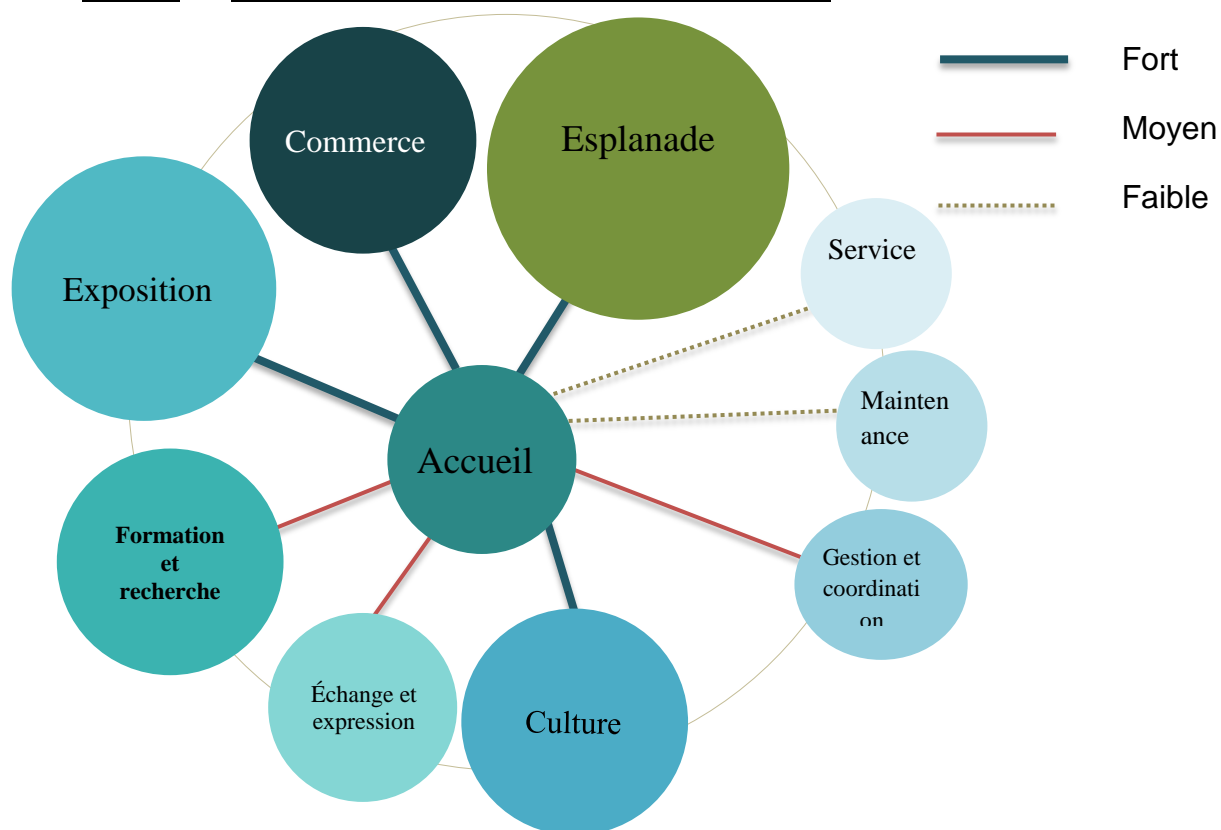 Commerce
Esplanade
Fort
Moyen
Faible
Service
Exposition
Mainten
ance
Accueil
Formation
et
recherche
Gestion et
coordinati
on
Échange et
expression
Culture